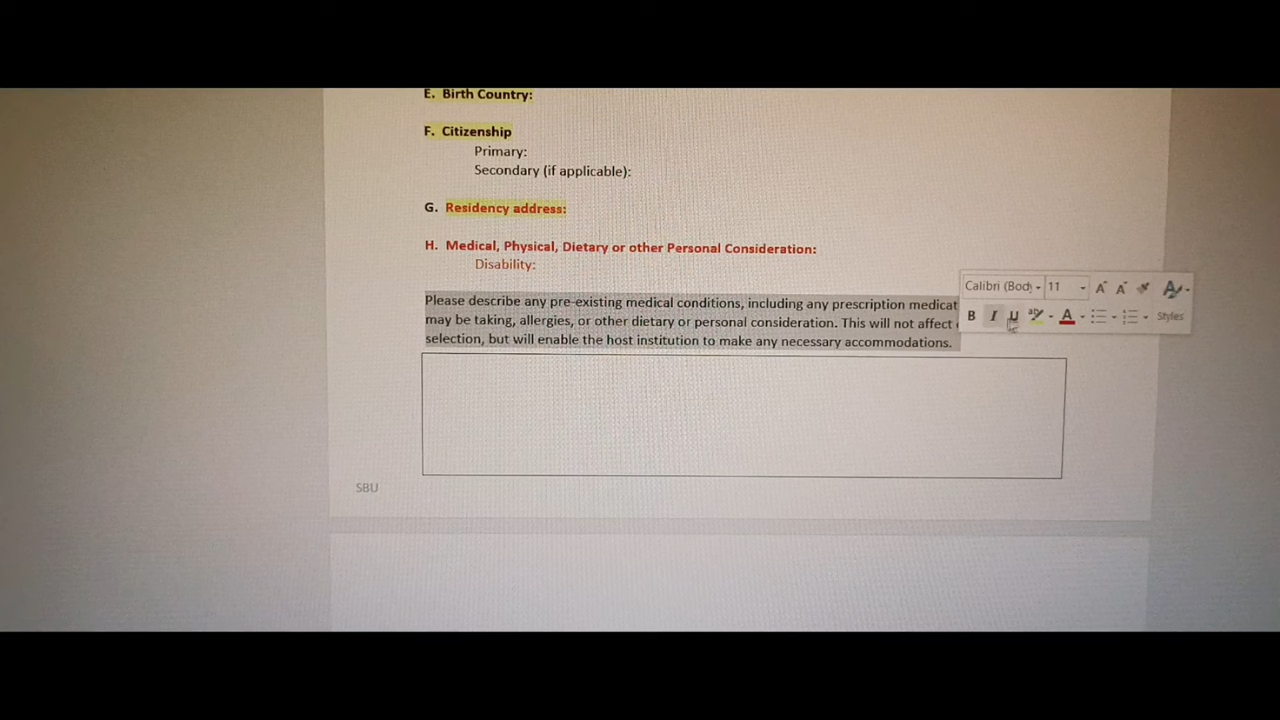 E. Birth Country:
F. Citizenship
Primary:
Secondary (if applicable):
G. Residency address:
H. Medical, Physical, Dietary or other Personal Consideration:
Disability:
Please describe any pre-existing medical conditions, including any prescription medicat
may be taking, allergies, or other dietary or personal consideration. This will not affect
selection, but will enable the host institution to make any necessary accommodations.
Calibri (Body 11 A A A
B I U ab A Styles
SBU